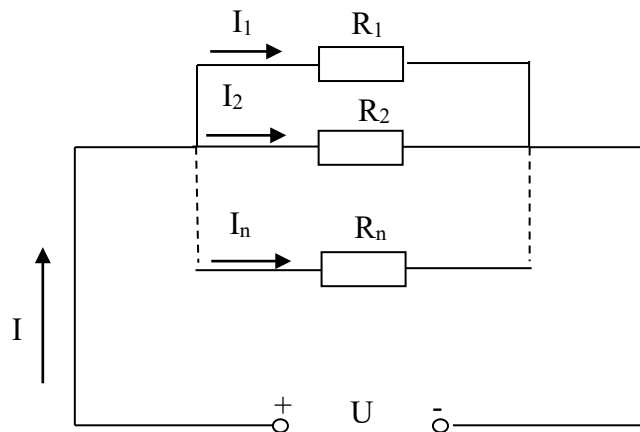 I₁ R₁
I₂ R₂
Iₙ Rₙ
I
+ U -